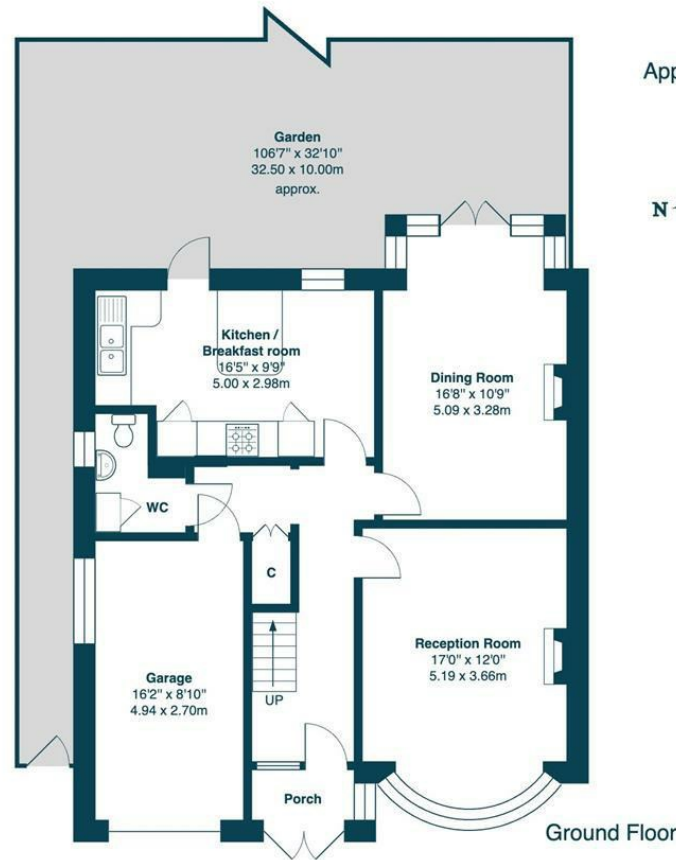 App
Garden
106'7" x 32'10"
32.50 x 10.00m
approx.
N
Kitchen /
Breakfast room
16'5" x 9'9"
5.00 x 2.98m
Dining Room
16'8" x 10'9"
5.09 x 3.28m
WC
C
Reception Room
17'0" x 12'0"
5.19 x 3.66m
Garage
16'2" x 8'10"
4.94 x 2.70m
UP
Porch
Ground Floor